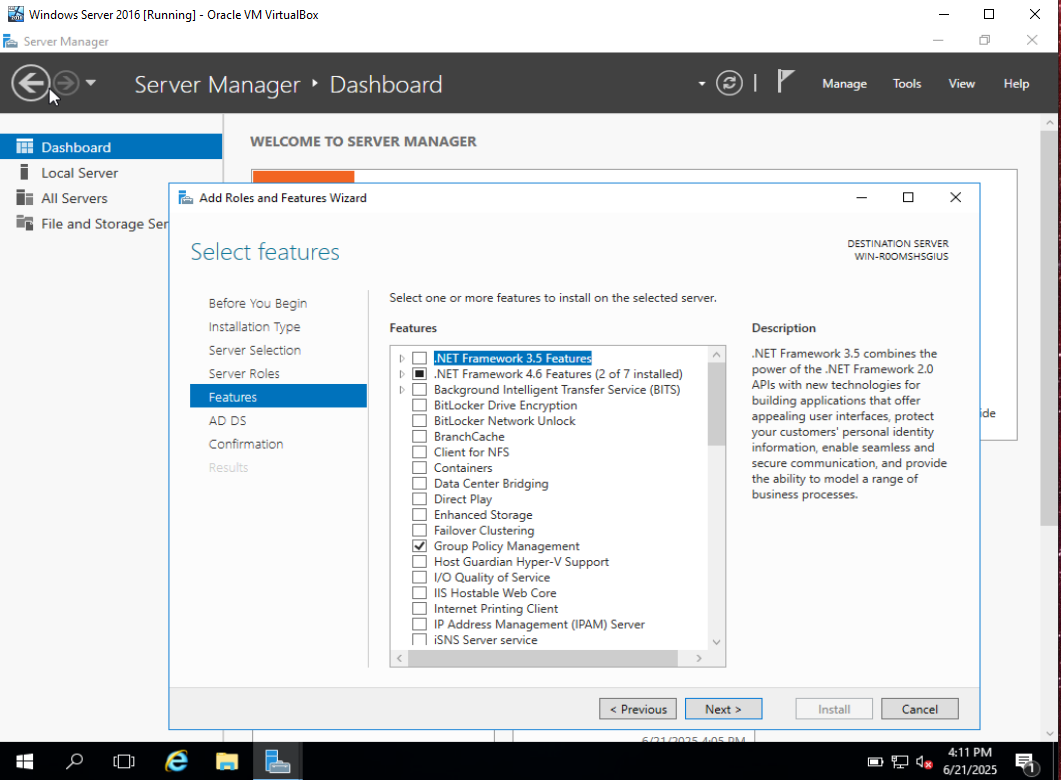 Windows Server 2016 [Running] - Oracle VM VirtualBox
Server Manager
Server Manager ‣ Dashboard
Manage Tools View Help
Dashboard
Local Server
All Servers
File and Storage Ser
WELCOME TO SERVER MANAGER
Add Roles and Features Wizard
Select features
DESTINATION SERVER
WIN-R0OMSHSGIUS
Before You Begin
Installation Type
Server Selection
Server Roles
Features
AD DS
Confirmation
Results
Select one or more features to install on the selected server.
Features
.NET Framework 3.5 Features
.NET Framework 4.6 Features (2 of 7 installed)
Background Intelligent Transfer Service (BITS)
BitLocker Drive Encryption
BitLocker Network Unlock
BranchCache
Client for NFS
Containers
Data Center Bridging
Direct Play
Enhanced Storage
Failover Clustering
Group Policy Management
Host Guardian Hyper-V Support
I/O Quality of Service
IIS Hostable Web Core
Internet Printing Client
IP Address Management (IPAM) Server
iSNS Server service
Description
.NET Framework 3.5 combines the
power of the .NET Framework 2.0
APIs with new technologies for
building applications that offer
appealing user interfaces, protect
your customers' personal identity
information, enable seamless and
secure communication, and provide
the ability to model a range of
business processes.
ide
< Previous
Next >
Install
Cancel
6/21/2025 4:05 PM
4:11 PM
6/21/2025
1